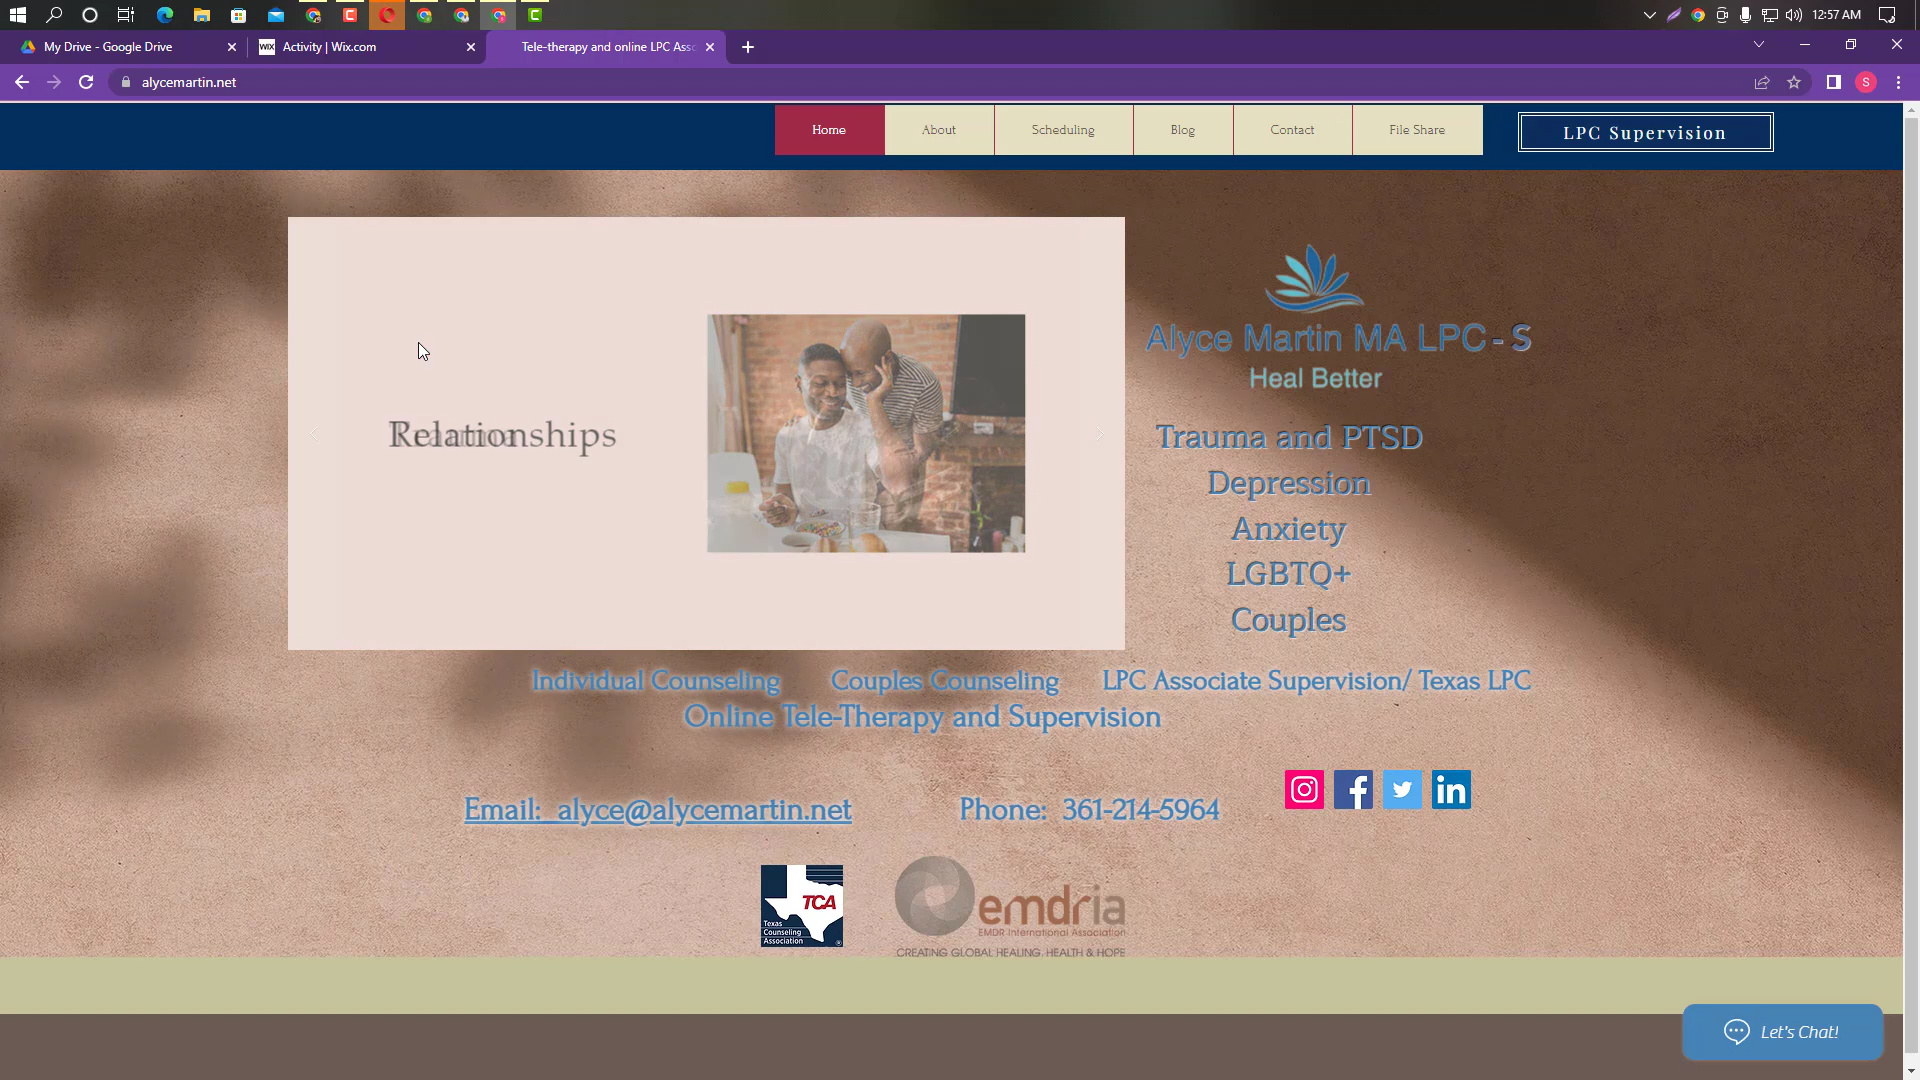 12:57 AM
My Drive - Google Drive
WIX Activity | Wix.com
Tele-therapy and online LPC Asso
alycemartin.net
S
Home
About
Scheduling
Blog
Contact
File Share
LPC Supervision
Relationships
Alyce Martin MA LPC - S
Heal Better
Trauma and PTSD
Depression
Anxiety
LGBTQ+
Couples
Individual Counseling
Couples Counseling
LPC Associate Supervision/ Texas LPC
Online Tele-Therapy and Supervision
Email: alyce@alycemartin.net
Phone: 361-214-5964
TCA
Texas
Counseling
Association
emdria
EMDR International Association
CREATING GLOBAL HEALING, HEALTH & HOPE
Let's Chat!